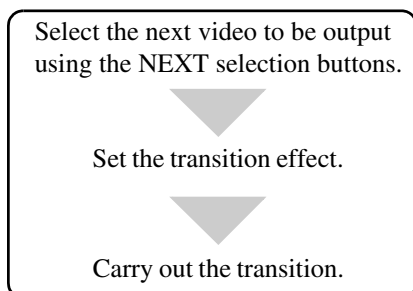 Select the next video to be output
using the NEXT selection buttons.
Set the transition effect.
Carry out the transition.